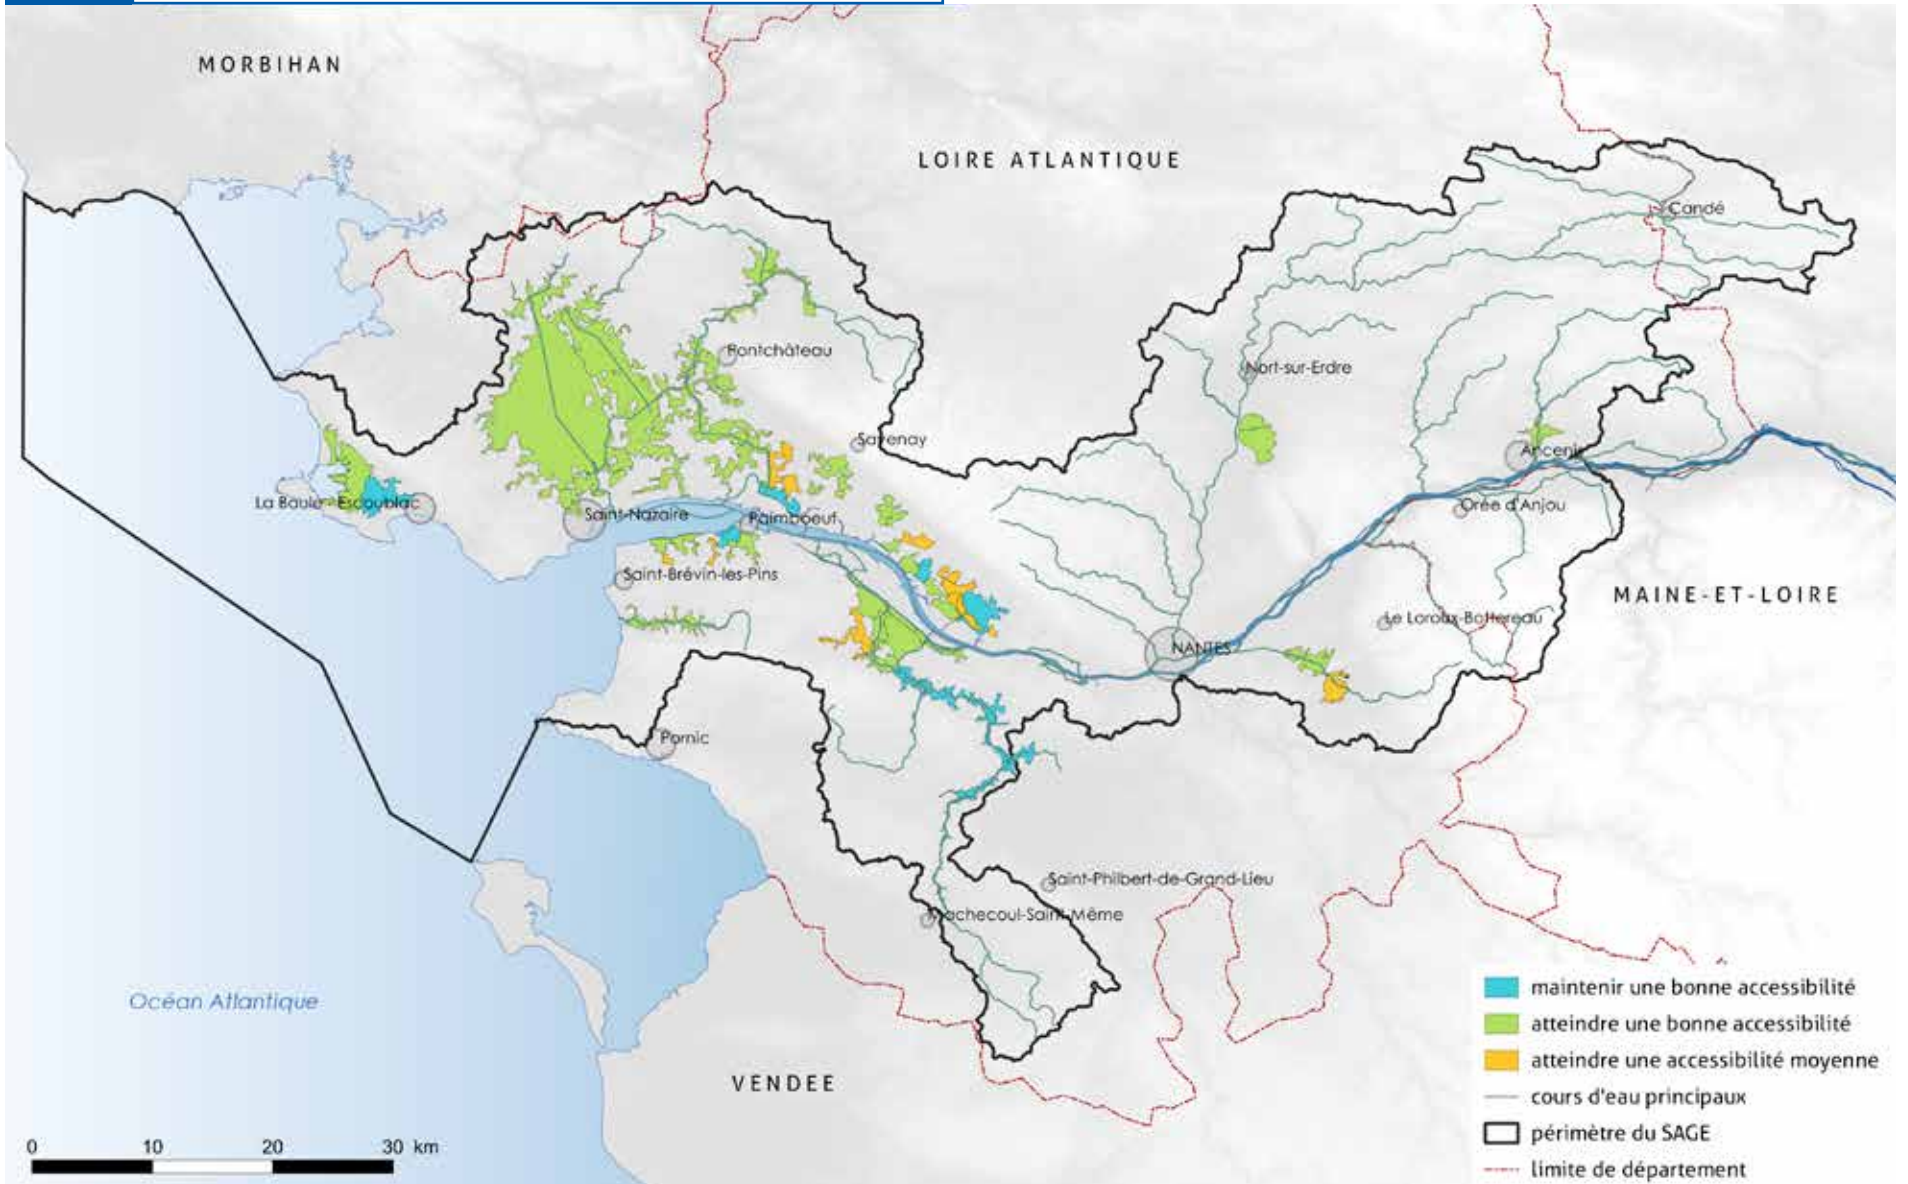 MORBIHAN
LOIRE ATLANTIQUE
Candé
Pontchâteau
Nort-sur-Erdre
Savenay
Ancenis
La Baule-Escoublac
Saint-Nazaire
Paimboeuf
Orée d'Anjou
Saint-Brévin-les-Pins
MAINE-ET-LOIRE
Le Loroux-Bottereau
NANTES
Pornic
Saint-Philbert-de-Grand-Lieu
Machecoul-Saint-Même
Océan Atlantique
VENDEE
maintenir une bonne accessibilité
atteindre une bonne accessibilité
atteindre une accessibilité moyenne
cours d'eau principaux
périmètre du SAGE
limite de département
0 10 20 30 km